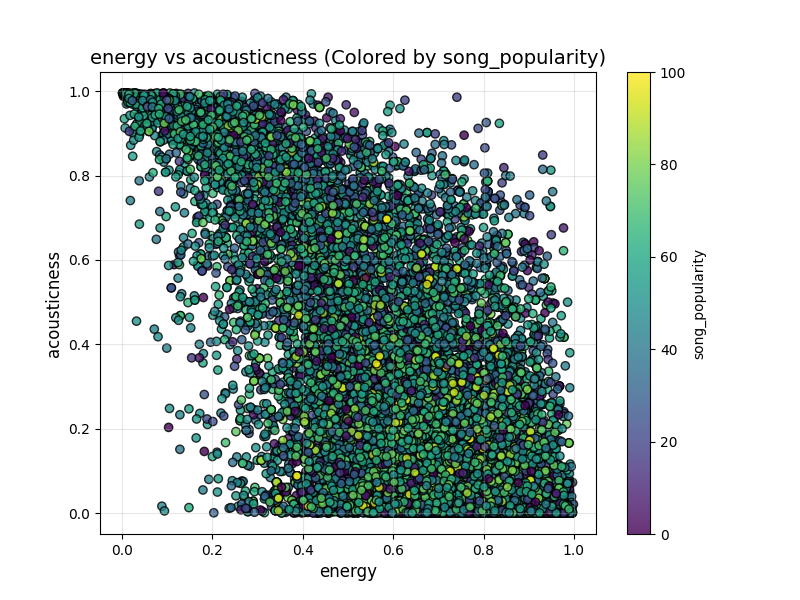 energy vs acousticness (Colored by song_popularity)
1.0
0.8
0.6
0.4
0.2
0.0
acousticness
0.0 0.2 0.4 0.6 0.8 1.0
energy
100
80
60
40
20
0
song_popularity